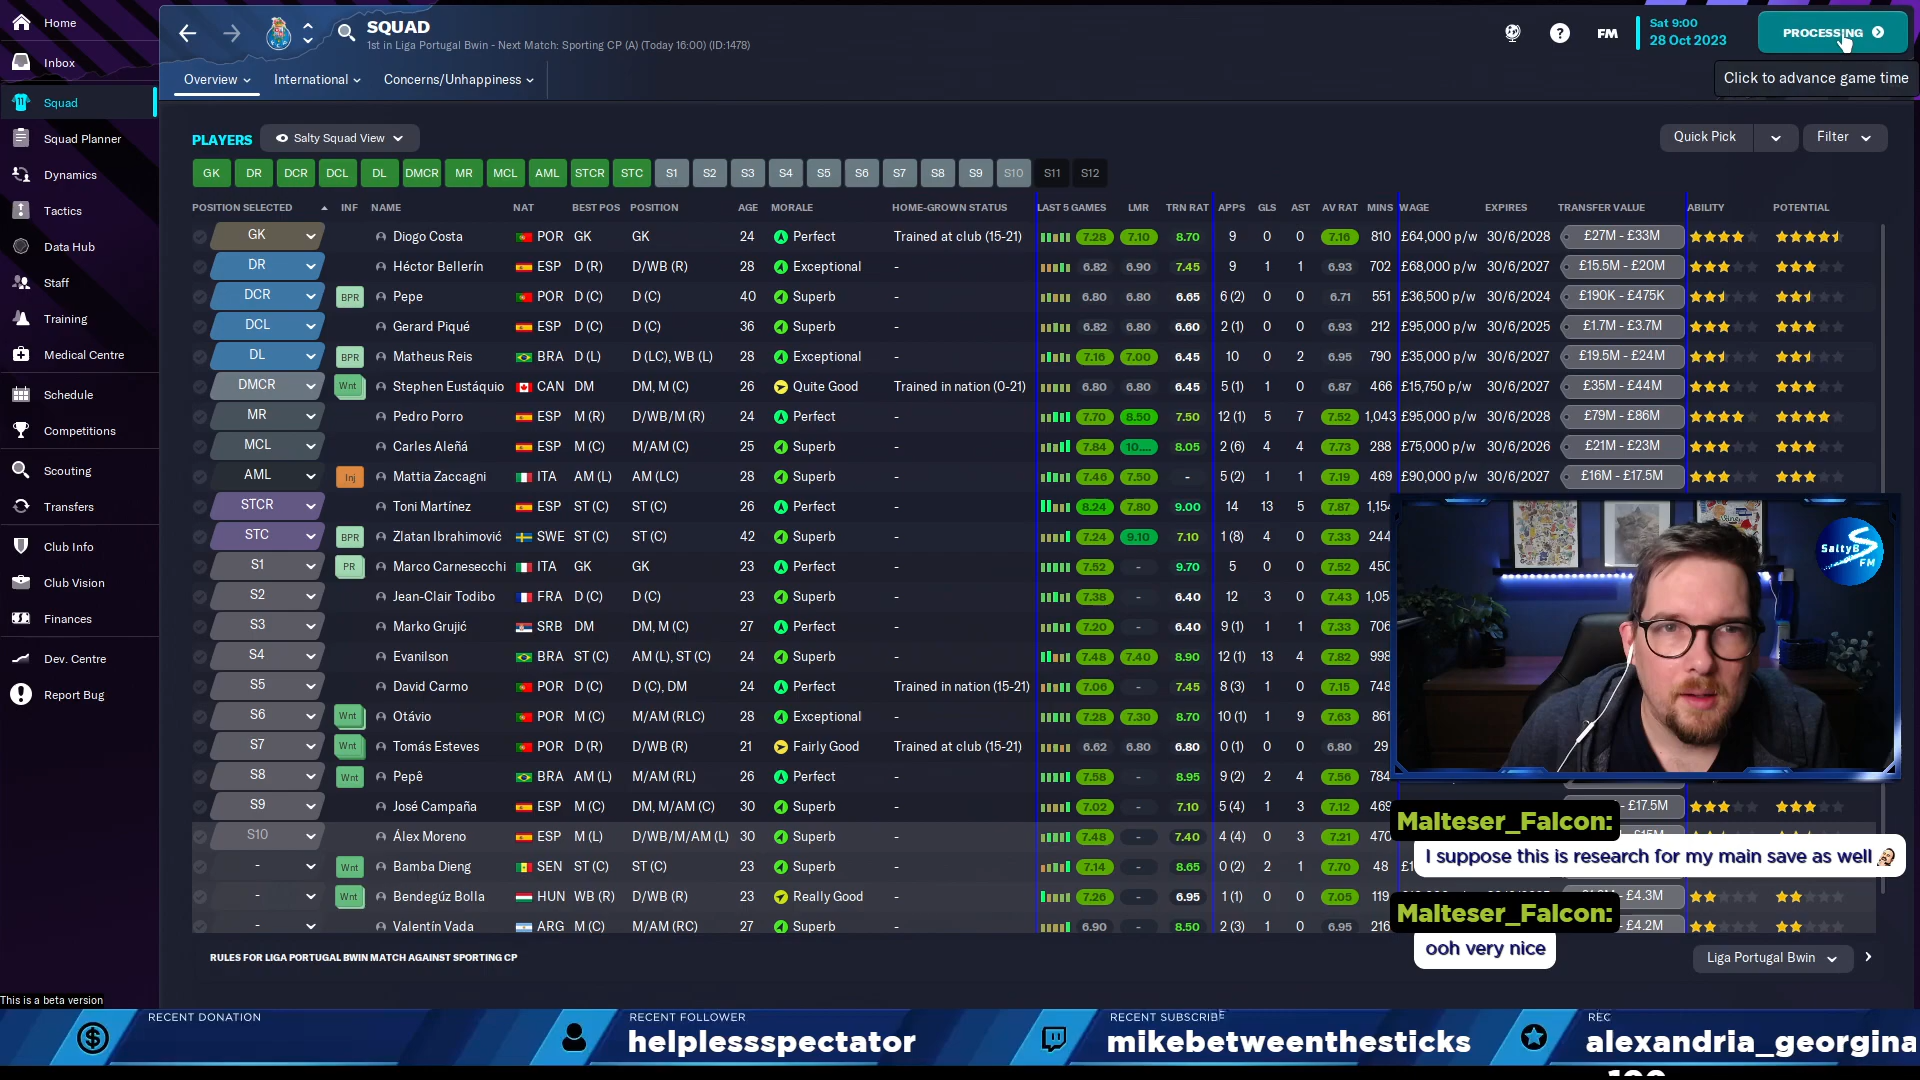 Home
Inbox
Squad
Squad Planner
Dynamics
Tactics
Data Hub
Staff
Training
Medical Centre
Schedule
Competitions
Scouting
Transfers
Club Info
Club Vision
Finances
Dev. Centre
Report Bug
This is a beta version
SQUAD
1st in Liga Portugal Bwin - Next Match: Sporting CP (A) (Today 16:00) (ID:1478)
FM
Sat 9:00
28 Oct 2023
PROCESSING
Click to advance game time
Overview International Concerns/Unhappiness
PLAYERS Salty Squad View Quick Pick Filter
GK DR DCR DCL DL DMCR MR MCL AML STCR STC S1 S2 S3 S4 S5 S6 S7 S8 S9 S10 S11 S12
POSITION SELECTED INF NAME NAT BEST POS POSITION AGE MORALE HOME-GROWN STATUS LAST 5 GAMES LMR TRN RAT APPS GLS AST AV RAT MINS WAGE EXPIRES TRANSFER VALUE ABILITY POTENTIAL
GK Diogo Costa POR GK GK 24 Perfect Trained at club (15-21) 7.28 7.10 8.70 9 0 0 7.16 810 £64,000 p/w 30/6/2028 £27M - £33M
DR Héctor Bellerín ESP D (R) D/WB (R) 28 Exceptional - 6.82 6.90 7.45 9 1 1 6.93 702 £68,000 p/w 30/6/2027 £15.5M - £20M
DCR BPR Pepe POR D (C) D (C) 40 Superb - 6.80 6.80 6.65 6 (2) 0 0 6.71 551 £36,500 p/w 30/6/2024 £190K - £475K
DCL Gerard Piqué ESP D (C) D (C) 36 Superb - 6.82 6.80 6.60 2 (1) 0 0 6.93 212 £95,000 p/w 30/6/2025 £1.7M - £3.7M
DL BPR Matheus Reis BRA D (L) D (LC), WB (L) 28 Exceptional - 7.16 7.00 6.45 10 0 2 6.95 790 £35,000 p/w 30/6/2027 £19.5M - £24M
DMCR Wnt Stephen Eustáquio CAN DM DM, M (C) 26 Quite Good Trained in nation (0-21) 6.80 6.80 6.45 5 (1) 1 0 6.87 466 £15,750 p/w 30/6/2027 £35M - £44M
MR Pedro Porro ESP M (R) D/WB/M (R) 24 Perfect - 7.70 8.50 7.50 12 (1) 5 7 7.52 1,043 £95,000 p/w 30/6/2028 £79M - £86M
MCL Carles Aleñá ESP M (C) M/AM (C) 25 Superb - 7.84 10.... 8.05 2 (6) 4 4 7.73 288 £75,000 p/w 30/6/2026 £21M - £23M
AML Inj Mattia Zaccagni ITA AM (L) AM (LC) 28 Superb - 7.46 7.50 - 5 (2) 1 1 7.19 469 £90,000 p/w 30/6/2027 £16M - £17.5M
STCR Toni Martínez ESP ST (C) ST (C) 26 Perfect - 8.24 7.80 9.00 14 13 5 7.87 1,154
STC BPR Zlatan Ibrahimović SWE ST (C) ST (C) 42 Superb - 7.24 9.10 7.10 1 (8) 4 0 7.33 244
S1 PR Marco Carnesecchi ITA GK GK 23 Perfect - 7.52 - 9.70 5 0 0 7.52 450
S2 Jean-Clair Todibo FRA D (C) D (C) 23 Superb - 7.38 - 6.40 12 3 0 7.43 1,05
S3 Marko Grujić SRB DM DM, M (C) 27 Perfect - 7.20 - 6.40 9 (1) 1 1 7.33 706
S4 Evanilson BRA ST (C) AM (L), ST (C) 24 Superb - 7.48 7.40 8.90 12 (1) 13 4 7.82 998
S5 David Carmo POR D (C) D (C), DM 24 Perfect Trained in nation (15-21) 7.06 - 7.45 8 (3) 1 0 7.15 748
S6 Wnt Otávio POR M (C) M/AM (RLC) 28 Exceptional - 7.28 7.30 8.70 10 (1) 1 9 7.63 861
S7 Wnt Tomás Esteves POR D (R) D/WB (R) 21 Fairly Good Trained at club (15-21) 6.62 6.80 6.80 0 (1) 0 0 6.80 29
S8 Wnt Pepê BRA AM (L) M/AM (RL) 26 Perfect - 7.58 - 8.95 9 (2) 2 4 7.56 784
S9 José Campaña ESP M (C) DM, M/AM (C) 30 Superb - 7.02 - 7.10 5 (4) 1 3 7.12 469 - £17.5M
S10 Álex Moreno ESP M (L) D/WB/M/AM (L) 30 Superb - 7.48 - 7.40 4 (4) 0 3 7.21 470
- Wnt Bamba Dieng SEN ST (C) ST (C) 23 Superb - 7.14 - 8.65 0 (2) 2 1 7.70 48
- Wnt Bendegúz Bolla HUN WB (R) D/WB (R) 23 Really Good - 7.26 - 6.95 1 (1) 0 0 7.05 119 £4.3M
- Valentín Vada ARG M (C) M/AM (RC) 27 Superb - 6.90 - 8.50 2 (3) 1 0 6.95 216 £4.2M
SaltyB
FM
Malteser_Falcon:
I suppose this is research for my main save as well
Malteser_Falcon:
ooh very nice
RULES FOR LIGA PORTUGAL BWIN MATCH AGAINST SPORTING CP
Liga Portugal Bwin
RECENT DONATION
RECENT FOLLOWER
helplessspectator
RECENT SUBSCRIBE
mikebetweenthesticks
REC
alexandria_georgina